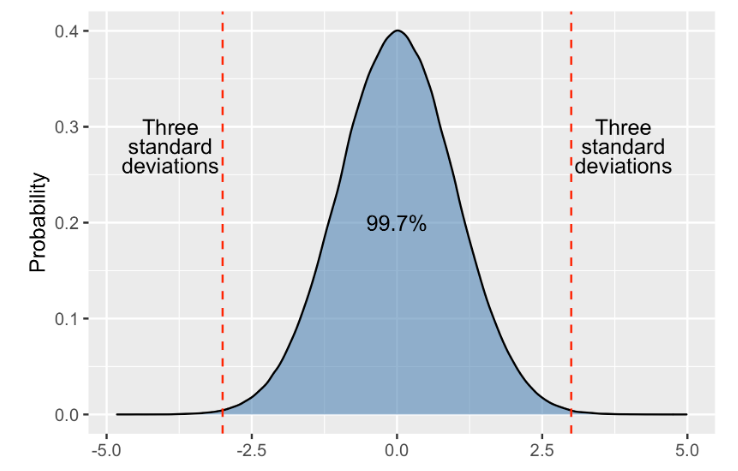 0.4
0.3
0.2
0.1
0.0
Probability
Three
standard
deviations
99.7%
Three
standard
deviations
-5.0
-2.5
0.0
2.5
5.0